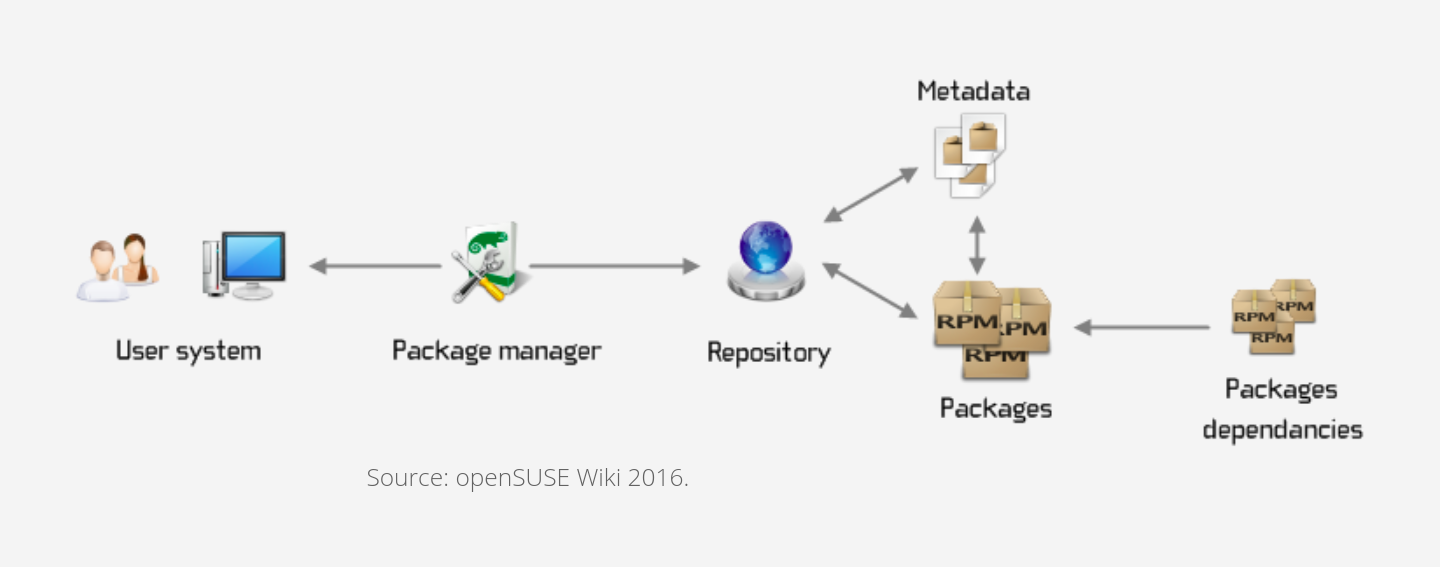 Metadata
User system
Package manager
Repository
RPM
RPM
RPM
Packages
RPM
RPM
RPM
Packages
dependancies
Source: openSUSE Wiki 2016.